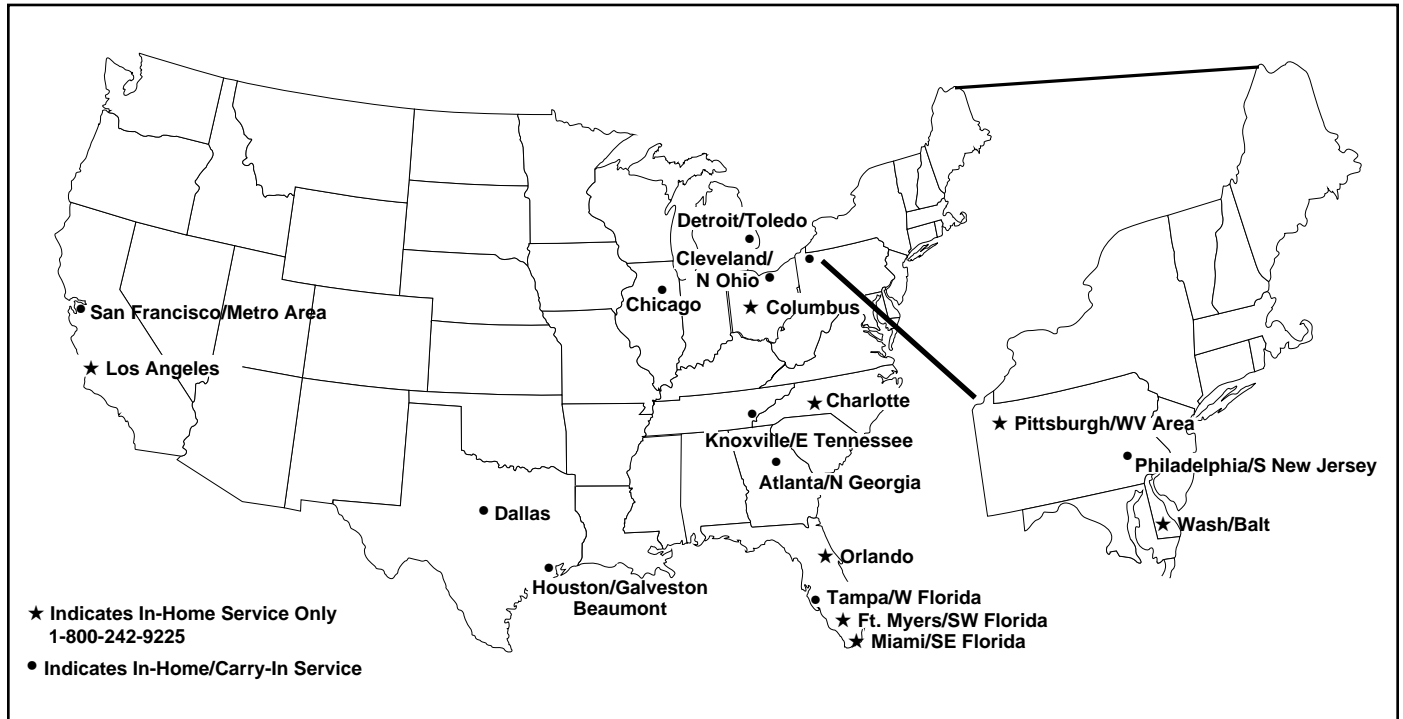 Detroit/Toledo
Cleveland/
N Ohio
Chicago
Columbus
San Francisco/Metro Area
Los Angeles
Charlotte
Knoxville/E Tennessee
Atlanta/N Georgia
Pittsburgh/WV Area
Philadelphia/S New Jersey
Wash/Balt
Dallas
Orlando
Houston/Galveston
Beaumont
Tampa/W Florida
Ft. Myers/SW Florida
Miami/SE Florida
★ Indicates In-Home Service Only
1-800-242-9225
● Indicates In-Home/Carry-In Service